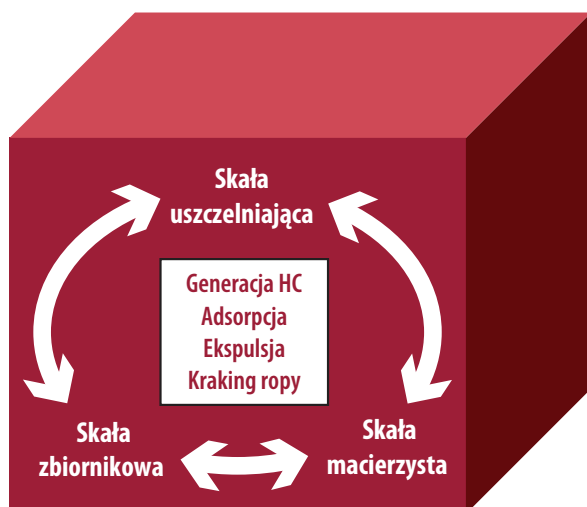 Skała
uszczelniająca
Generacja HC
Adsorpcja
Ekspulsja
Kraking ropy
Skała
zbiornikowa
Skała
macierzysta